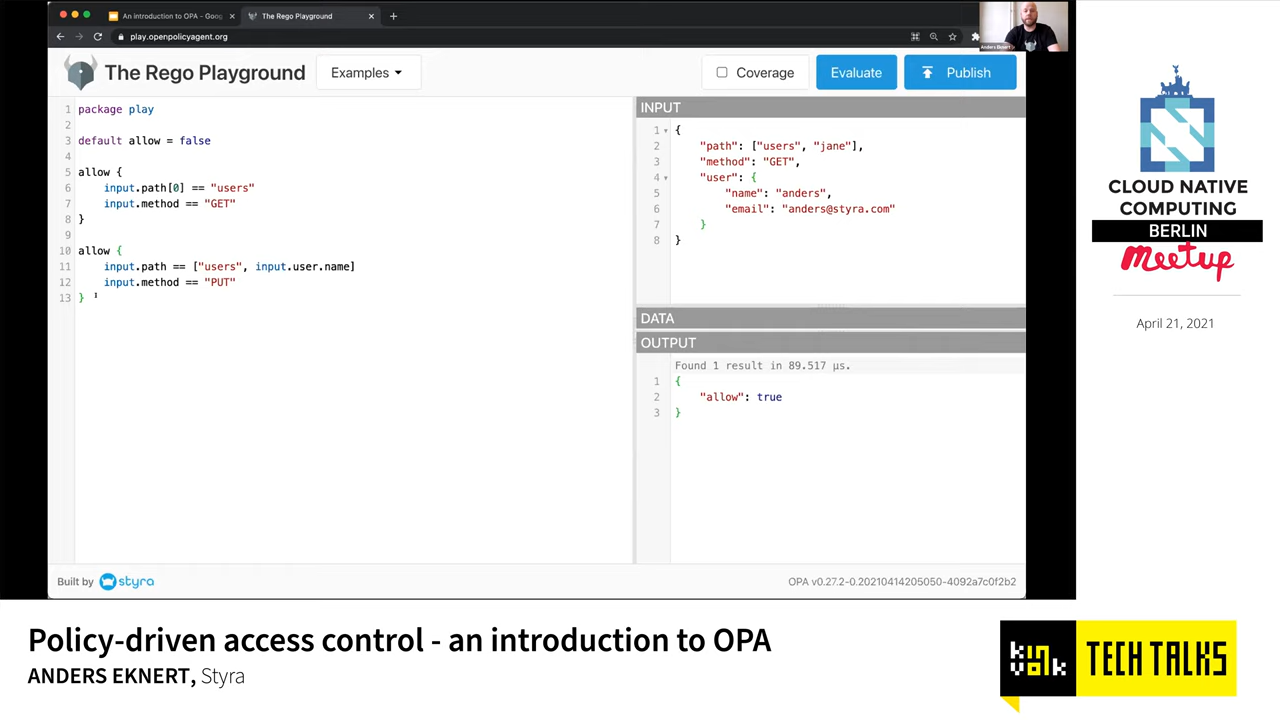 An introduction to OPA – Goog
The Rego Playground
play.openpolicyagent.org
Anders Eknert
The Rego Playground
Examples
Coverage
Evaluate
Publish
1 package play
2
3 default allow = false
4
5 allow {
6 input.path[0] == "users"
7 input.method == "GET"
8 }
9
10 allow {
11 input.path == ["users", input.user.name]
12 input.method == "PUT"
13 }
INPUT
1 {
2 "path": ["users", "jane"],
3 "method": "GET",
4 "user": {
5 "name": "anders",
6 "email": "anders@styra.com"
7 }
8 }
DATA
OUTPUT
Found 1 result in 89.517 µs.
1 {
2 "allow": true
3 }
Built by styra
OPA v0.27.2-0.20210414205050-4092a7c0f2b2
CLOUD NATIVE
COMPUTING
BERLIN
Meetup
April 21, 2021
Policy-driven access control - an introduction to OPA
ANDERS EKNERT, Styra
kinvolk
TECH TALKS